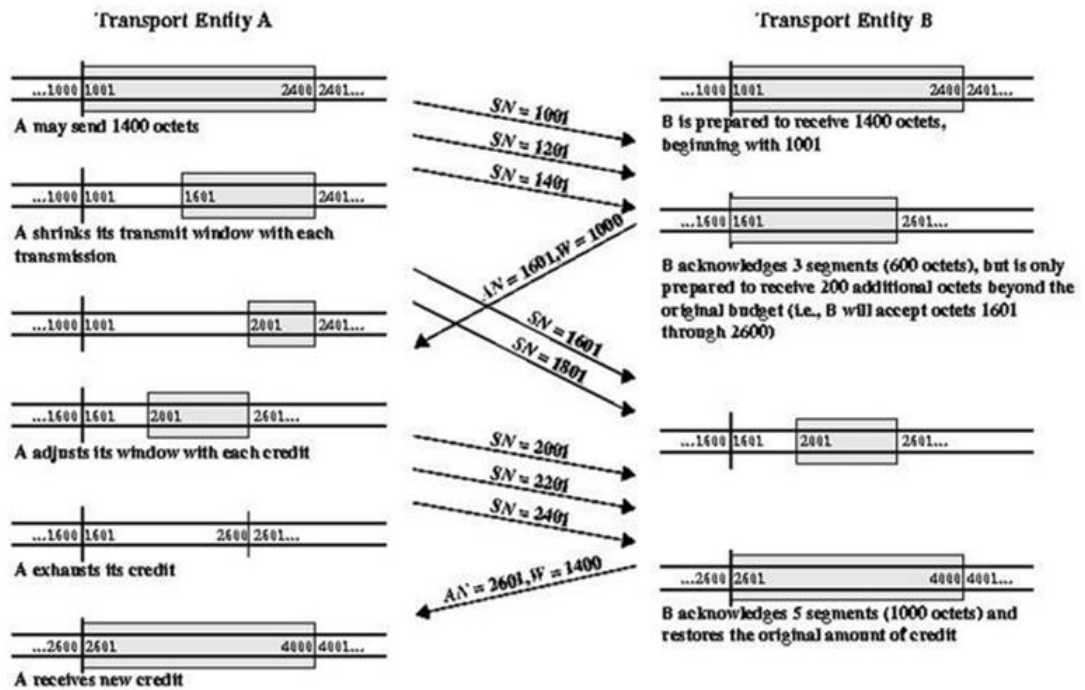 Transport Entity A
Transport Entity B
...1000 1001 2400 2401...
A may send 1400 octets
...1000 1001 1601 2401...
A shrinks its transmit window with each
transmission
...1000 1001 2001 2401...
...1600 1601 2001 2601...
A adjusts its window with each credit
...1600 1601 2600 2601...
A exhausts its credit
...2600 2601 4000 4001...
A receives new credit
SN = 1001
SN = 1201
SN = 1401
AN = 1601,W = 1000
SN = 1601
SN = 1801
SN = 2001
SN = 2201
SN = 2401
AN = 2601,W = 1400
...1000 1001 2400 2401...
B is prepared to receive 1400 octets,
beginning with 1001
...1600 1601 2601...
B acknowledges 3 segments (600 octets), but is only
prepared to receive 200 additional octets beyond the
original budget (i.e., B will accept octets 1601
through 2600)
...1600 1601 2001 2601...
...2600 2601 4000 4001...
B acknowledges 5 segments (1000 octets) and
restores the original amount of credit